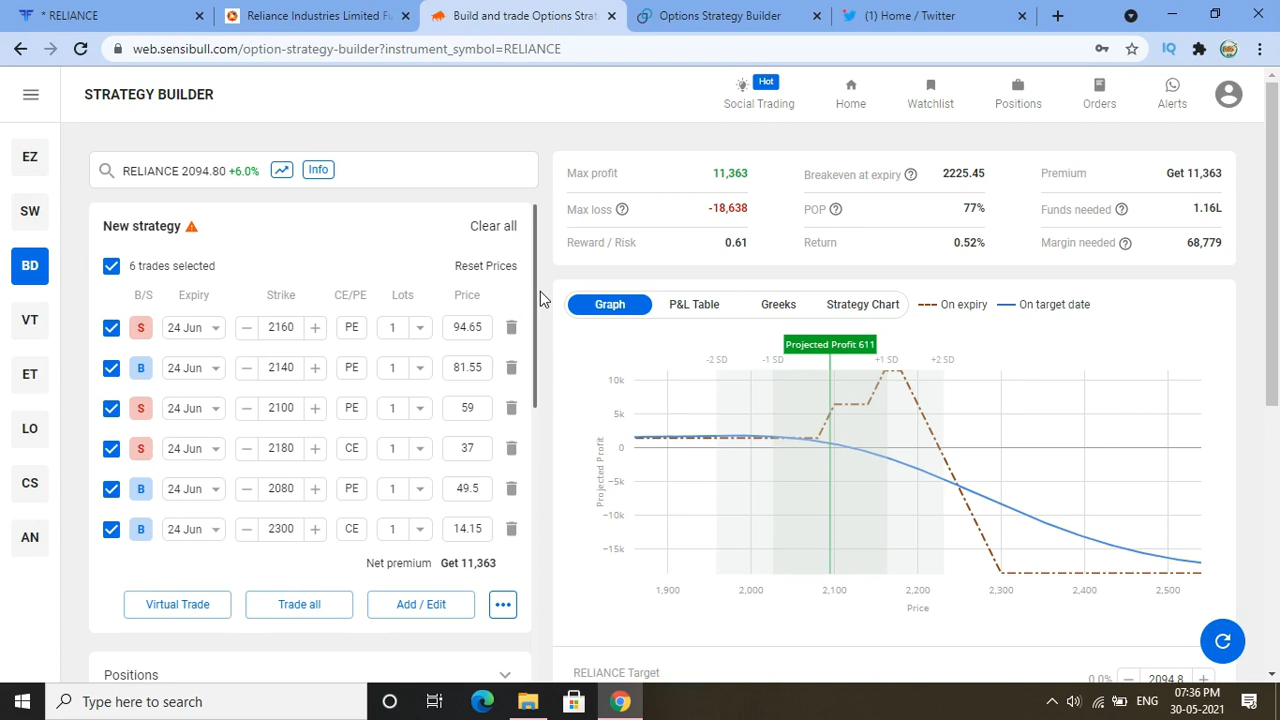 * RELIANCE
Reliance Industries Limited Fu
Build and trade Options Strat
Options Strategy Builder
(1) Home / Twitter
web.sensibull.com/option-strategy-builder?instrument_symbol=RELIANCE
STRATEGY BUILDER
Hot
Social Trading
Home
Watchlist
Positions
Orders
Alerts
EZ
SW
BD
VT
ET
LO
CS
AN
RELIANCE 2094.80 +6.0% Info
New strategy Clear all
6 trades selected Reset Prices
B/S Expiry Strike CE/PE Lots Price
S 24 Jun 2160 PE 1 94.65
B 24 Jun 2140 PE 1 81.55
S 24 Jun 2100 PE 1 59
S 24 Jun 2180 CE 1 37
B 24 Jun 2080 PE 1 49.5
B 24 Jun 2300 CE 1 14.15
Net premium Get 11,363
Virtual Trade Trade all Add / Edit
Positions
Max profit 11,363 Breakeven at expiry 2225.45 Premium Get 11,363
Max loss -18,638 POP 77% Funds needed 1.16L
Reward / Risk 0.61 Return 0.52% Margin needed 68,779
Graph P&L Table Greeks Strategy Chart On expiry On target date
Projected Profit 611
-2 SD -1 SD +1 SD +2 SD
10k
5k
0
−5k
−10k
−15k
Projected Profit
1,900 2,000 2,100 2,200 2,300 2,400 2,500
Price
RELIANCE Target
0.0% 2094.8
Type here to search
ENG
07:36 PM
30-05-2021